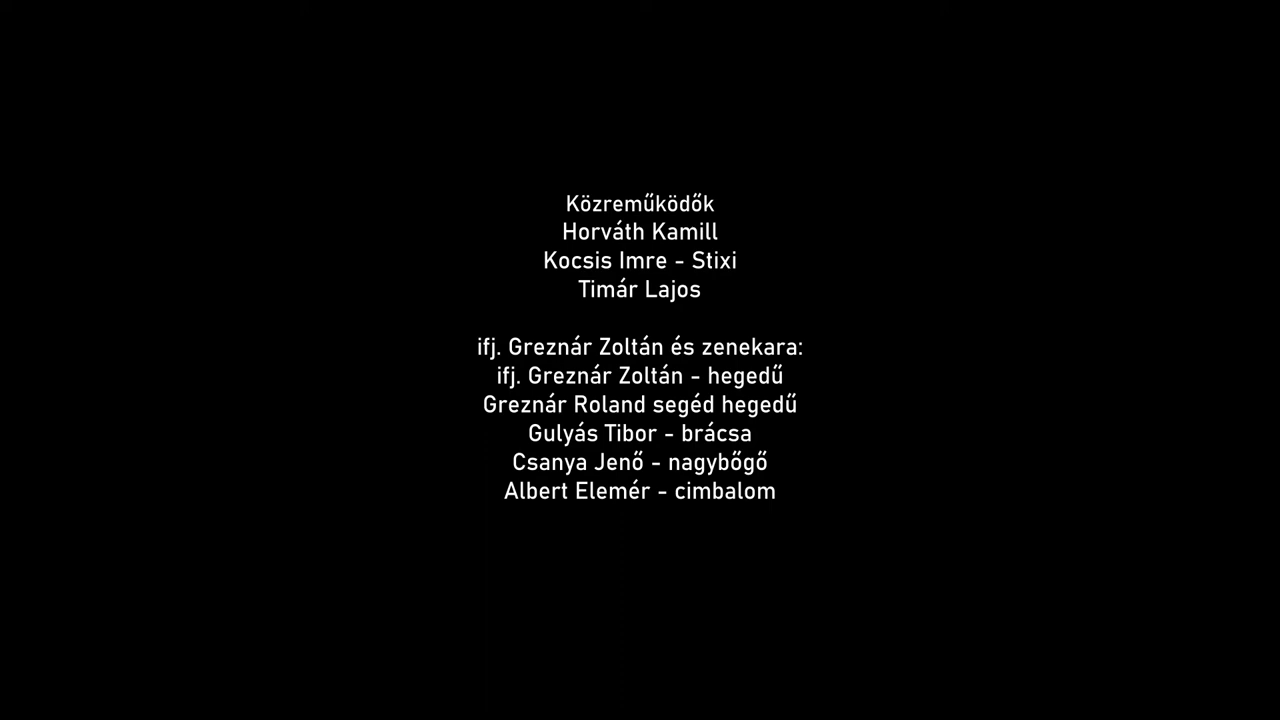 Közreműködők
Horváth Kamill
Kocsis Imre - Stixi
Timár Lajos
ifj. Greznár Zoltán és zenekara:
ifj. Greznár Zoltán - hegedű
Greznár Roland segéd hegedű
Gulyás Tibor - brácsa
Csanya Jenő - nagybőgő
Albert Elemér - cimbalom